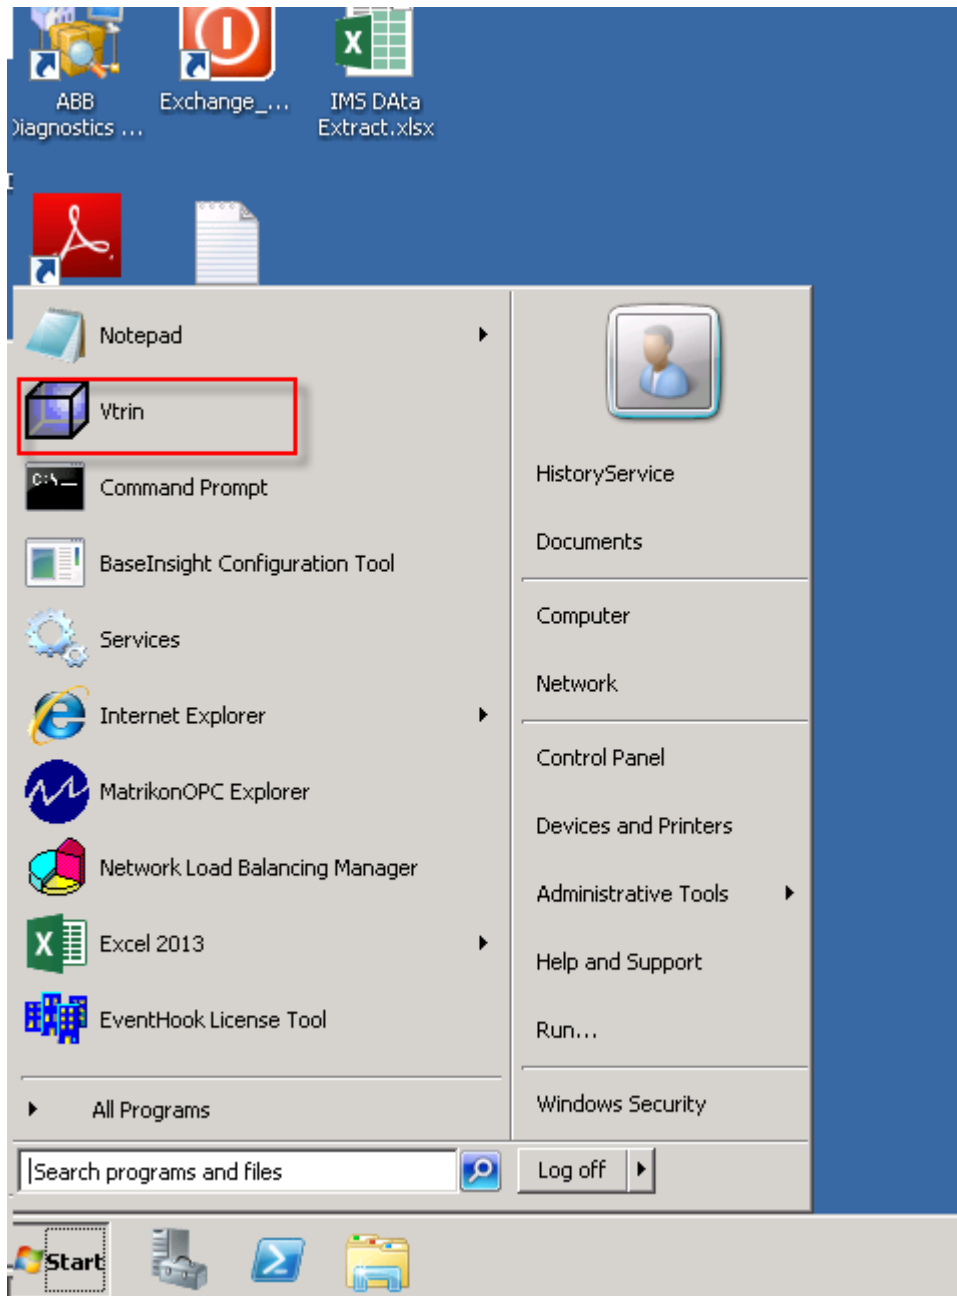 ABB
Diagnostics ...
Exchange_...
IMS DAta
Extract.xlsx
Notepad
Vtrin
C:\_
Command Prompt
BaseInsight Configuration Tool
Services
Internet Explorer
MatrikonOPC Explorer
Network Load Balancing Manager
Excel 2013
EventHook License Tool
All Programs
Search programs and files
HistoryService
Documents
Computer
Network
Control Panel
Devices and Printers
Administrative Tools
Help and Support
Run...
Windows Security
Log off
Start